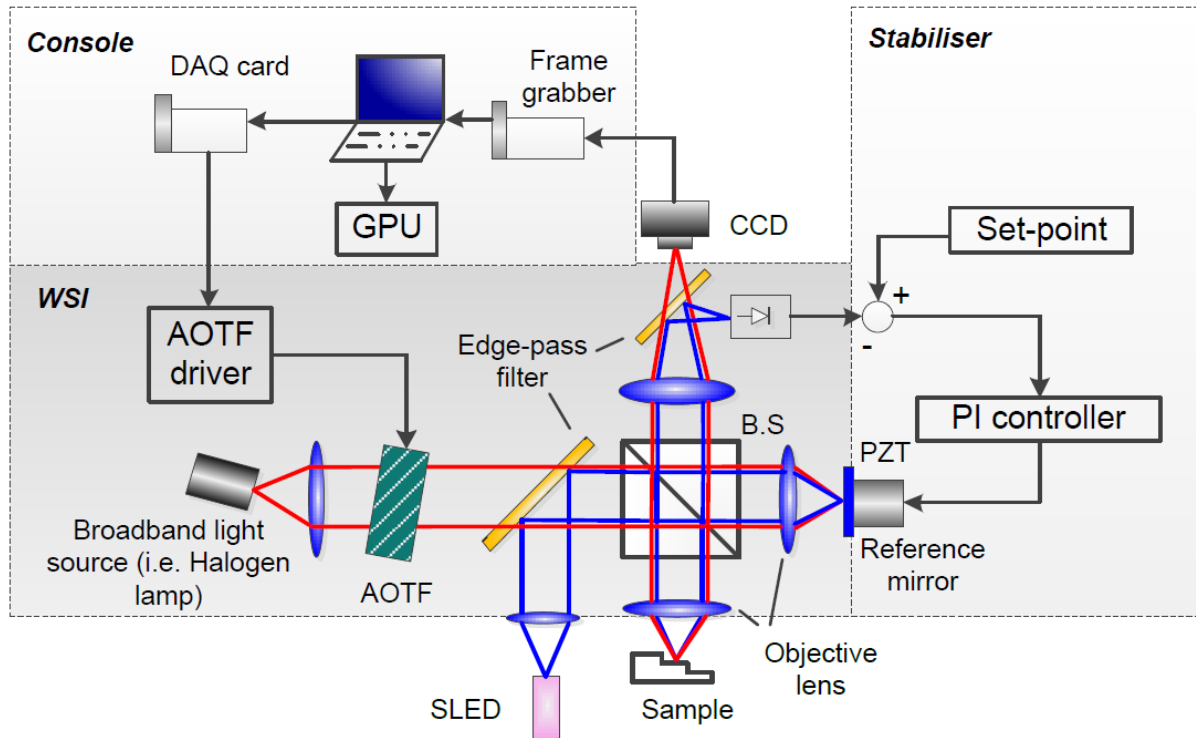 Console
Stabiliser
DAQ card
Frame
grabber
GPU
CCD
Set-point
WSI
+
-
AOTF
driver
Edge-pass
filter
B.S
PI controller
PZT
Broadband light
source (i.e. Halogen
lamp)
AOTF
Reference
mirror
Objective
lens
SLED
Sample